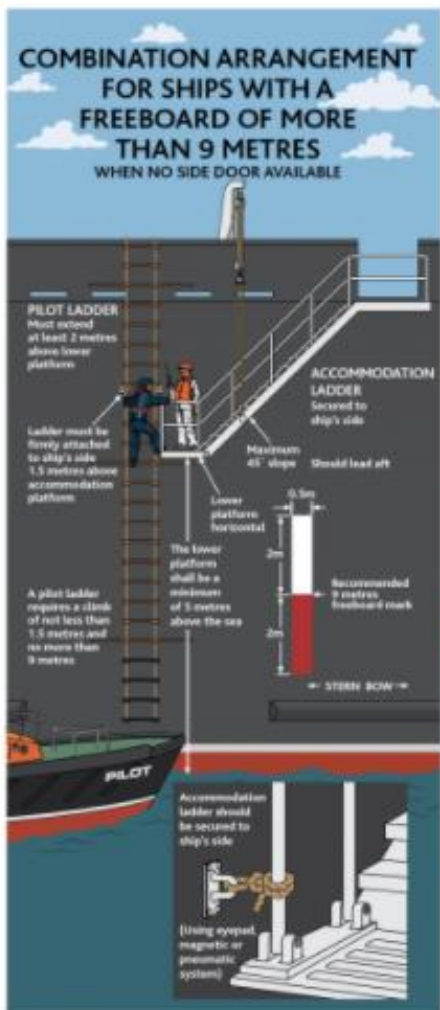 COMBINATION ARRANGEMENT
FOR SHIPS WITH A
FREEBOARD OF MORE
THAN 9 METRES
WHEN NO SIDE DOOR AVAILABLE
PILOT LADDER
Must extend
at least 2 metres
above lower
platform
ACCOMMODATION
LADDER
Secured to
ship's side
Ladder must be
firmly attached
to ship's side
1.5 metres above
accommodation
platform
Maximum
45° slope
Should lead aft
Lower
platform
horizontal
0.5m
2m
2m
The lower
platform
shall be a
minimum
of 5 metres
above the sea
Recommended
9 metres
freeboard mark
A pilot ladder
requires a climb
of not less than
1.5 metres and
no more than
9 metres
STERN BOW
PILOT
Accommodation
ladder should
be secured to
ship's side
(Using eyepad,
magnetic or
pneumatic
system)